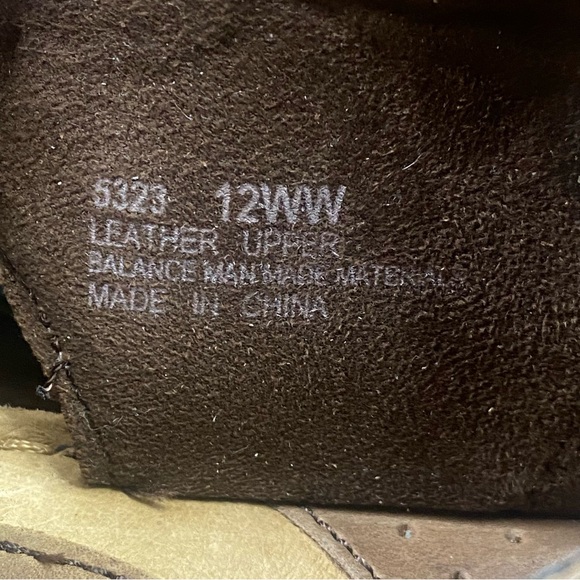 5323 12WW
LEATHER UPPER
BALANCE MAN MADE MATERIALS
MADE IN CHINA